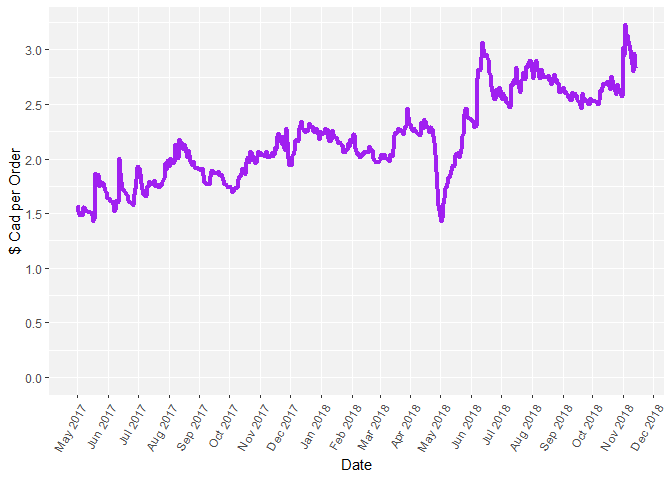 3.0
2.5
2.0
1.5
1.0
0.5
0.0
$ Cad per Order
May 2017
Jun 2017
Jul 2017
Aug 2017
Sep 2017
Oct 2017
Nov 2017
Dec 2017
Jan 2018
Feb 2018
Mar 2018
Apr 2018
May 2018
Jun 2018
Jul 2018
Aug 2018
Sep 2018
Oct 2018
Nov 2018
Dec 2018
Date